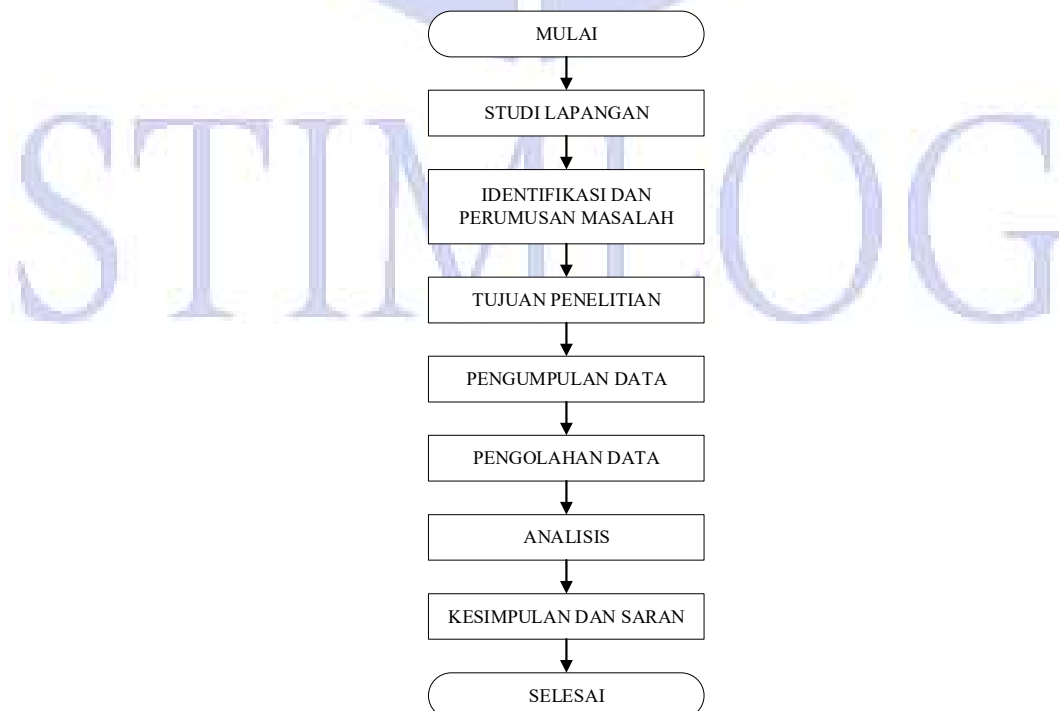 MULAI
STUDI LAPANGAN
STIMLOG
IDENTIFIKASI DAN
PERUMUSAN MASALAH
TUJUAN PENELITIAN
PENGUMPULAN DATA
PENGOLAHAN DATA
ANALISIS
KESIMPULAN DAN SARAN
SELESAI